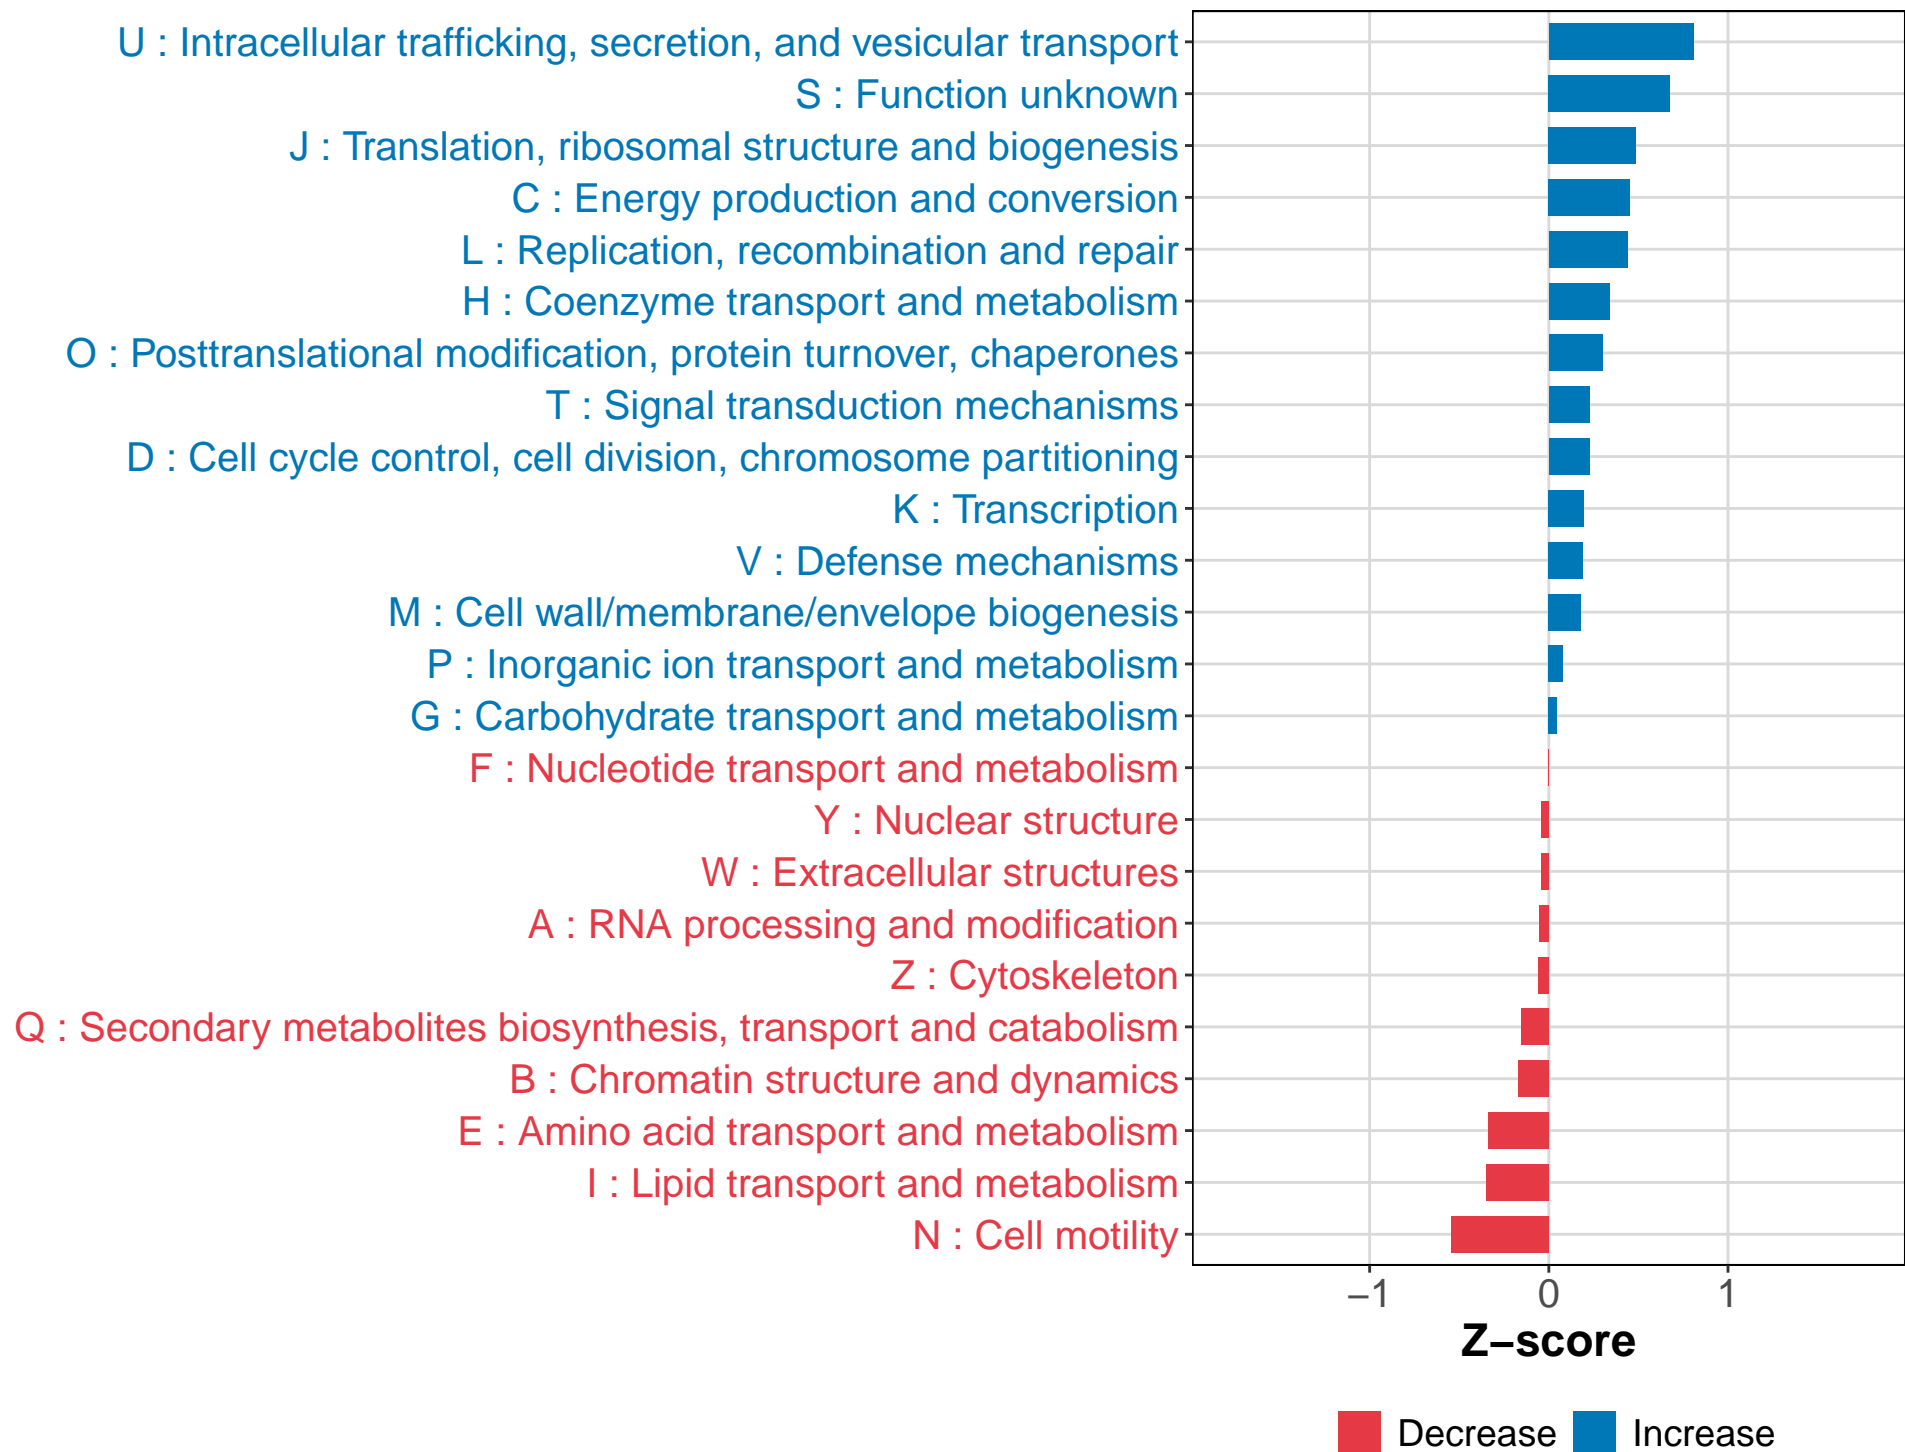 U : Intracellular trafficking, secretion, and vesicular transport
S : Function unknown
J : Translation, ribosomal structure and biogenesis
C : Energy production and conversion
L : Replication, recombination and repair
H : Coenzyme transport and metabolism
O : Posttranslational modification, protein turnover, chaperones
T : Signal transduction mechanisms
D : Cell cycle control, cell division, chromosome partitioning
K : Transcription
V : Defense mechanisms
M : Cell wall/membrane/envelope biogenesis
P : Inorganic ion transport and metabolism
G : Carbohydrate transport and metabolism
F : Nucleotide transport and metabolism
Y : Nuclear structure
W : Extracellular structures
A : RNA processing and modification
Z : Cytoskeleton
Q : Secondary metabolites biosynthesis, transport and catabolism
B : Chromatin structure and dynamics
E : Amino acid transport and metabolism
I : Lipid transport and metabolism
N : Cell motility
−1 0 1
Z−score
Decrease Increase